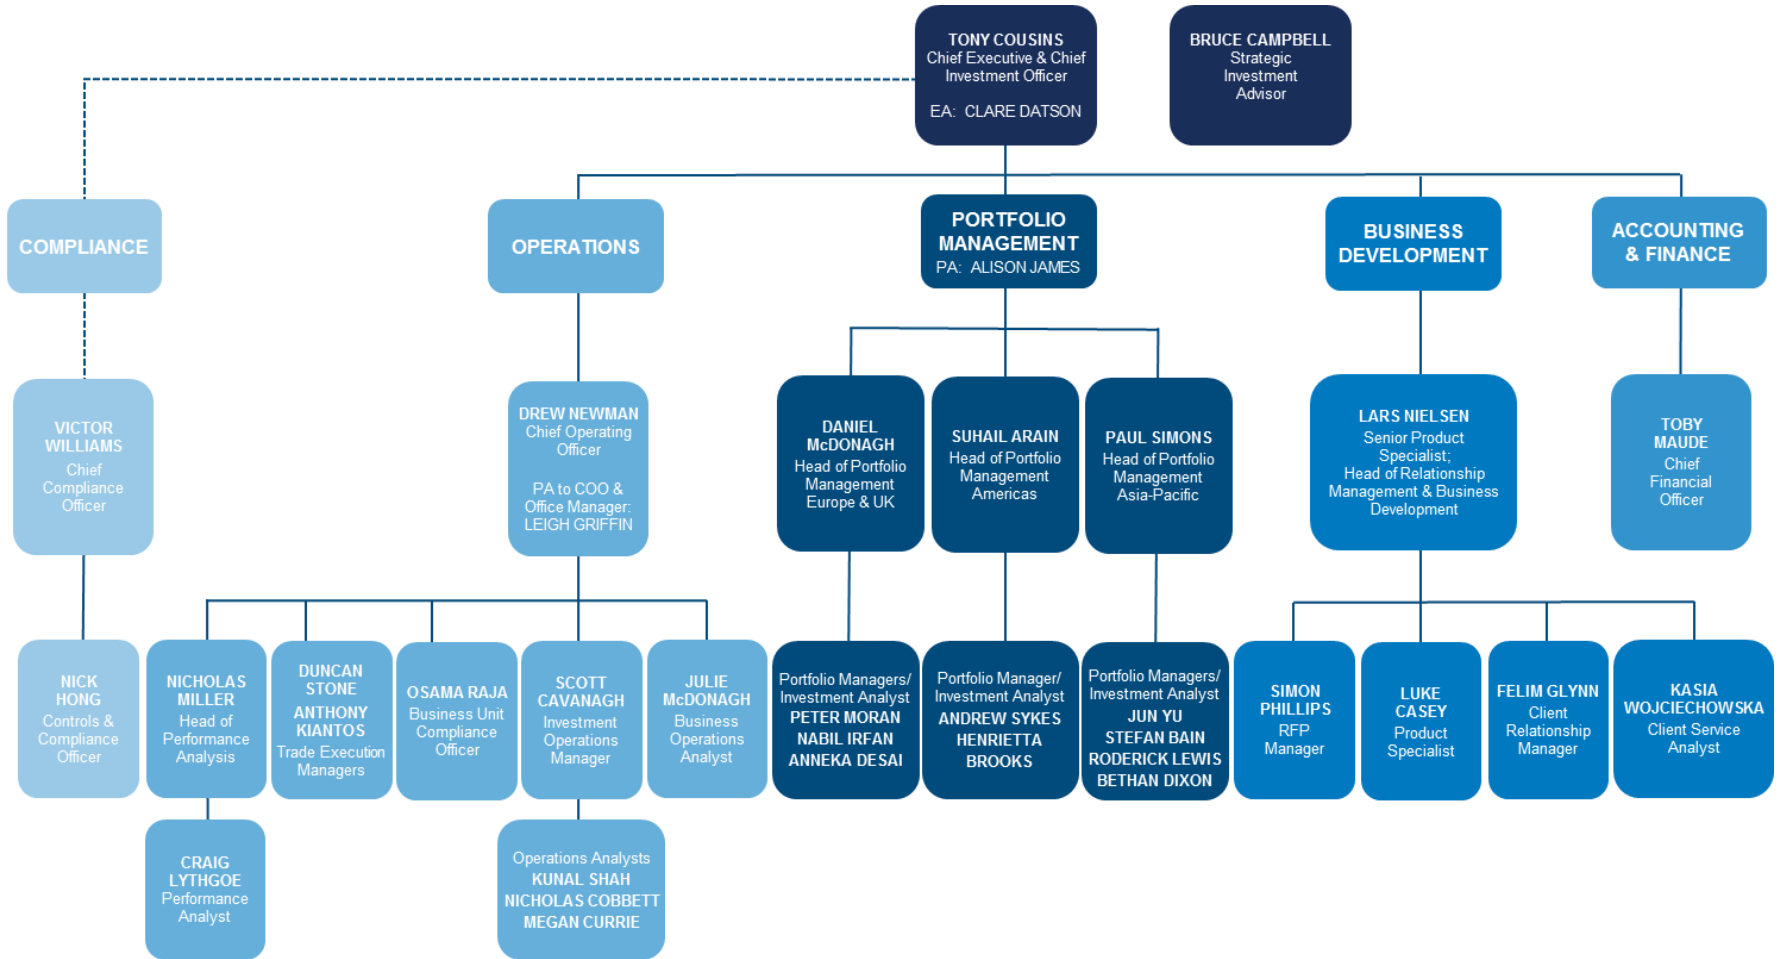 TONY COUSINS
Chief Executive & Chief
Investment Officer
EA: CLARE DATSON
BRUCE CAMPBELL
Strategic
Investment
Advisor
COMPLIANCE
OPERATIONS
PORTFOLIO
MANAGEMENT
PA: ALISON JAMES
BUSINESS
DEVELOPMENT
ACCOUNTING
& FINANCE
VICTOR
WILLIAMS
Chief
Compliance
Officer
DREW NEWMAN
Chief Operating
Officer
PA to COO &
Office Manager:
LEIGH GRIFFIN
DANIEL
McDONAGH
Head of Portfolio
Management
Europe & UK
SUHAIL ARAIN
Head of Portfolio
Management
Americas
PAUL SIMONS
Head of Portfolio
Management
Asia-Pacific
LARS NIELSEN
Senior Product
Specialist;
Head of Relationship
Management & Business
Development
TOBY
MAUDE
Chief
Financial
Officer
NICK
HONG
Controls &
Compliance
Officer
NICHOLAS
MILLER
Head of
Performance
Analysis
DUNCAN
STONE
ANTHONY
KIANTOS
Trade Execution
Managers
OSAMA RAJA
Business Unit
Compliance
Officer
SCOTT
CAVANAGH
Investment
Operations
Manager
JULIE
McDONAGH
Business
Operations
Analyst
Portfolio Managers/
Investment Analyst
PETER MORAN
NABIL IRFAN
ANNEKA DESAI
Portfolio Manager/
Investment Analyst
ANDREW SYKES
HENRIETTA
BROOKS
Portfolio Managers/
Investment Analyst
JUN YU
STEFAN BAIN
RODERICK LEWIS
BETHAN DIXON
SIMON
PHILLIPS
RFP
Manager
LUKE
CASEY
Product
Specialist
FELIM GLYNN
Client
Relationship
Manager
KASIA
WOJCIECHOWSKA
Client Service
Analyst
CRAIG
LYTHGOE
Performance
Analyst
Operations Analysts
KUNAL SHAH
NICHOLAS COBBETT
MEGAN CURRIE